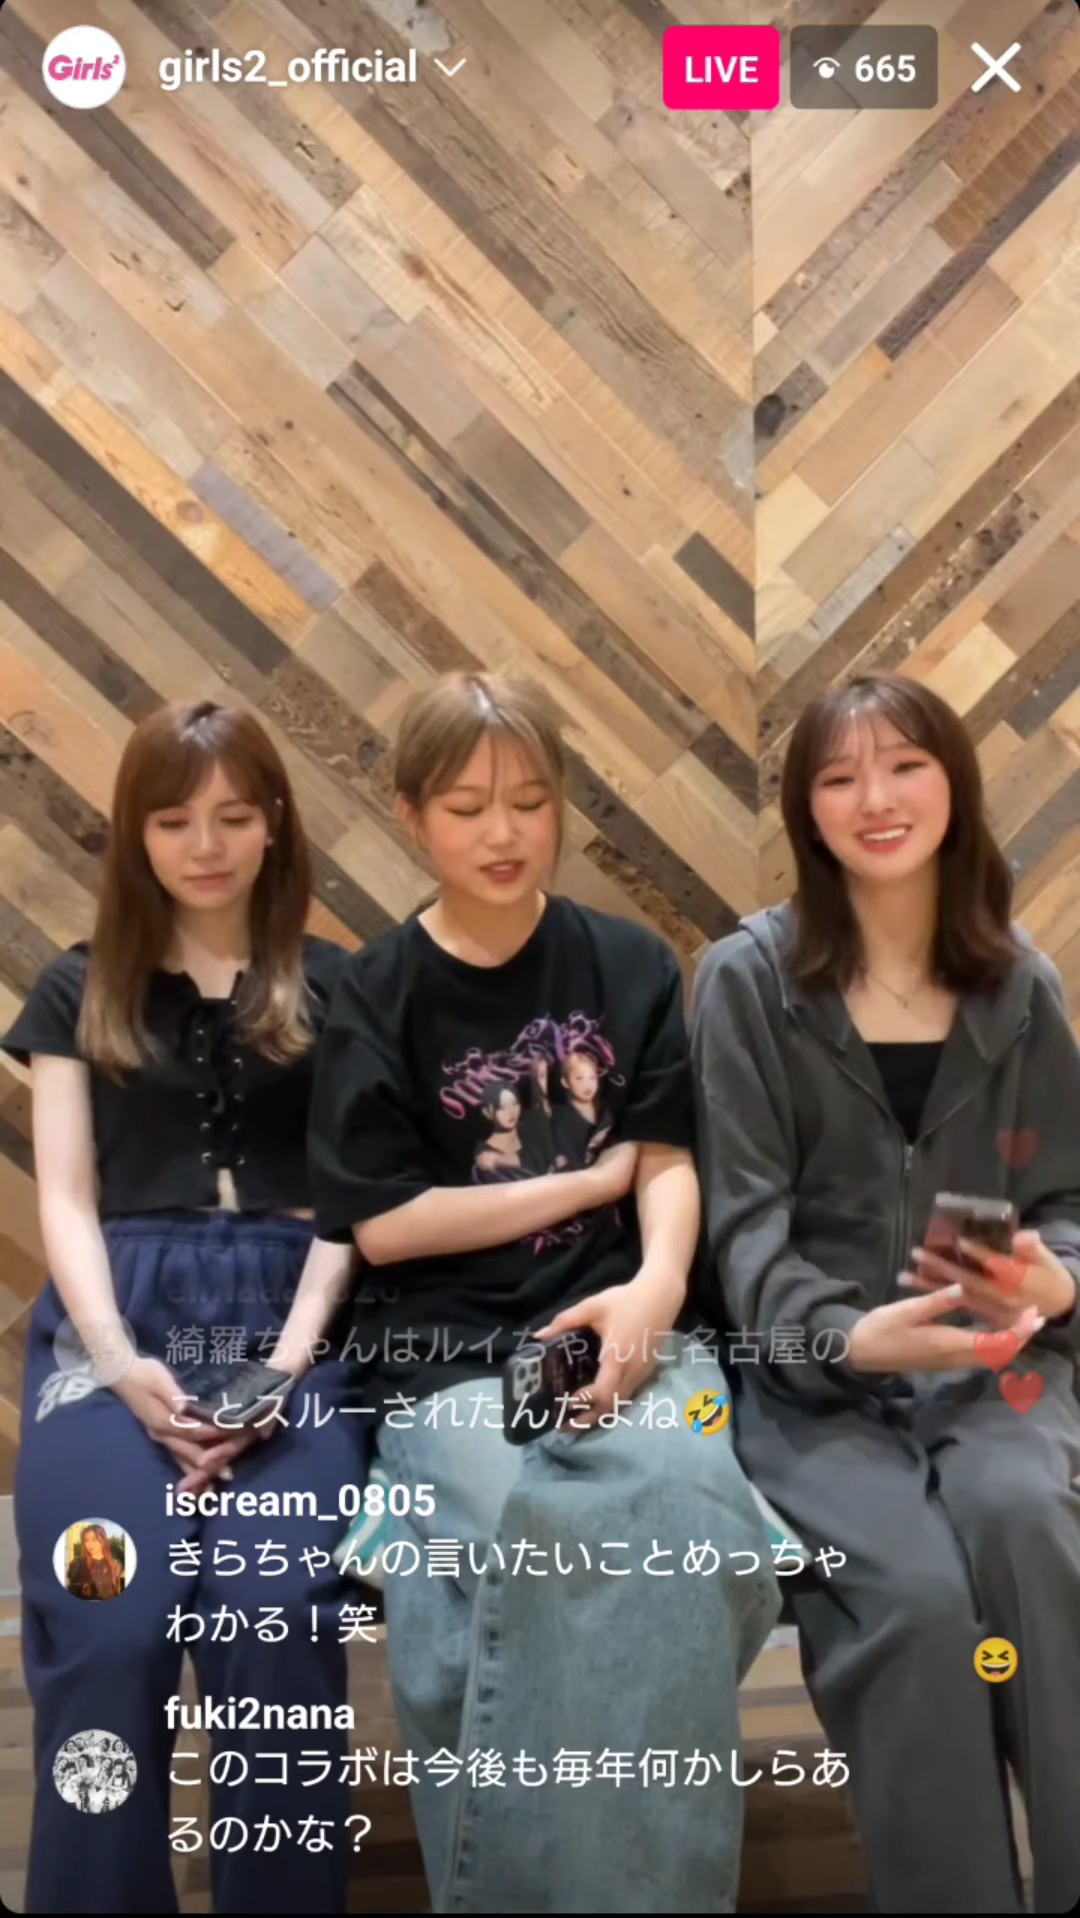 Girls²
girls2_official
LIVE
665
綺羅ちゃんはルイちゃんに名古屋の
ことスルーされたんだよね🤣
iscream_0805
きらちゃんの言いたいことめっちゃ
わかる！笑
fuki2nana
このコラボは今後も毎年何かしらあ
るのかな？